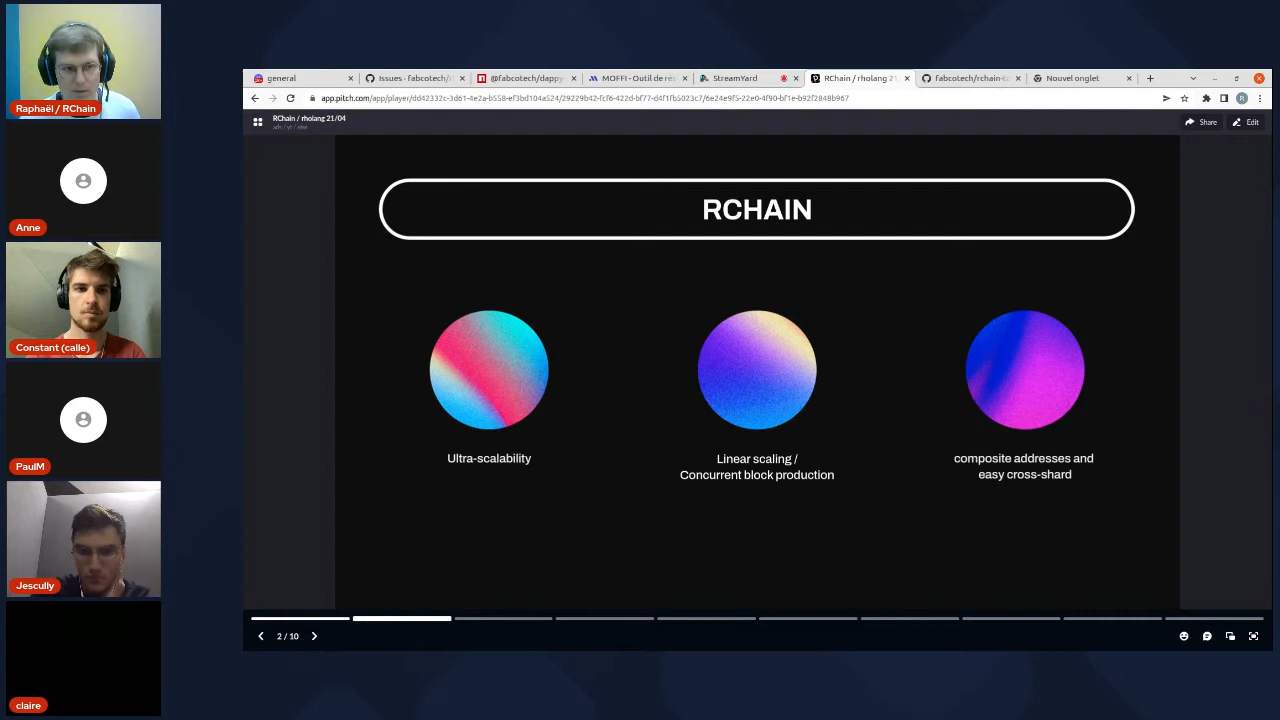 Raphaël / RChain
Anne
Constant (calle)
PaulM
Jescully
claire
general
Issues · fabcotech/
@fabcotech/dappy
MOFFI - Outil de rés
StreamYard
RChain / rholang 21
fabcotech/rchain-t
Nouvel onglet
RChain / rholang 21/04
Share
Edit
RCHAIN
Ultra-scalability
Linear scaling /
Concurrent block production
composite addresses and
easy cross-shard
2 / 10